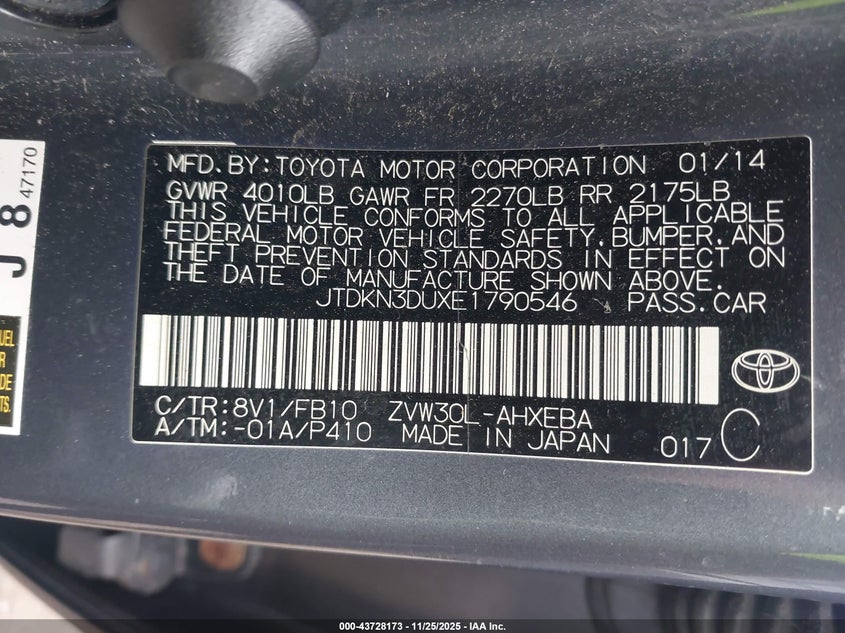 MFD. BY: TOYOTA MOTOR CORPORATION 01/14
GVWR 4010LB GAWR FR 2270LB RR 2175LB
THIS VEHICLE CONFORMS TO ALL APPLICABLE
FEDERAL MOTOR VEHICLE SAFETY, BUMPER, AND
THEFT PREVENTION STANDARDS IN EFFECT ON
THE DATE OF MANUFACTURE SHOWN ABOVE.
JTDKN3DUXE1790546 PASS. CAR
C/TR: 8V1/FB10 ZVW30L-AHXEBA
A/TM: -01A/P410 MADE IN JAPAN 017 C
J 8
47170
UEL
R
DE
TS.
000-43728173 — 11/25/2025 — IAA Inc.